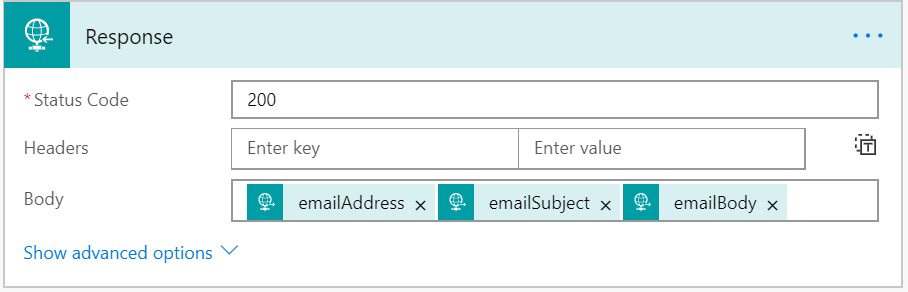 Response
* Status Code 200
Headers Enter key Enter value
Body emailAddress × emailSubject × emailBody ×
Show advanced options